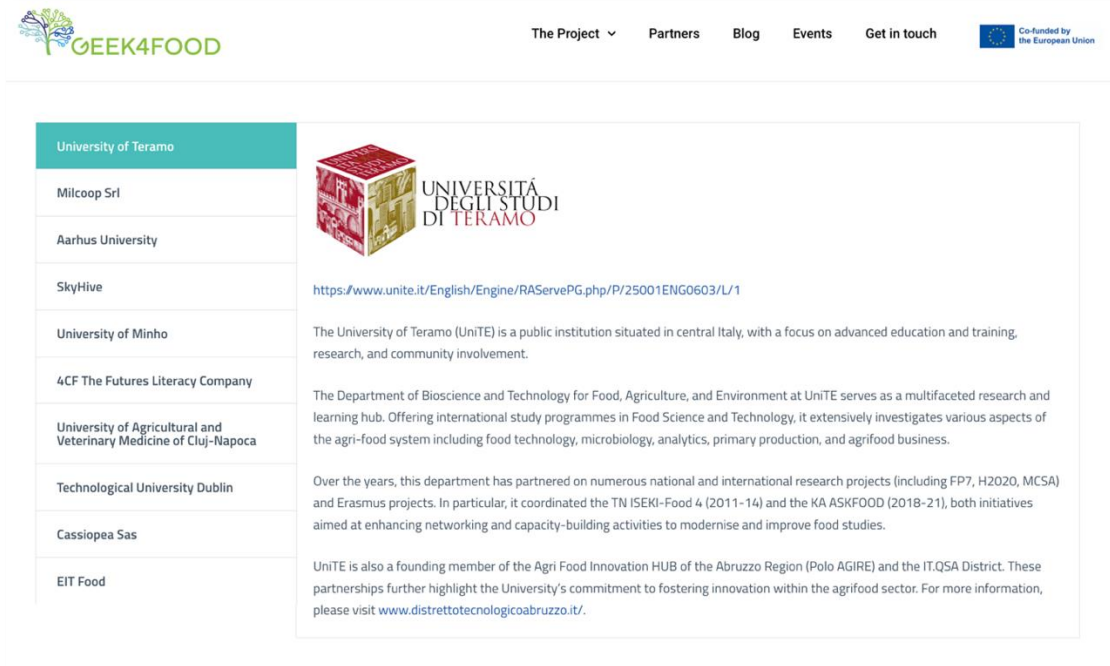 GEEK4FOOD
The Project
Partners
Blog
Events
Get in touch
Co-funded by
the European Union
University of Teramo
Milcoop Srl
Aarhus University
SkyHive
University of Minho
4CF The Futures Literacy Company
University of Agricultural and
Veterinary Medicine of Cluj-Napoca
Technological University Dublin
Cassiopea Sas
EIT Food
UNIVERSITÁ
DEGLI STUDI
DI TERAMO
https://www.unite.it/English/Engine/RAServePG.php/P/25001ENG0603/L/1
The University of Teramo (UniTE) is a public institution situated in central Italy, with a focus on advanced education and training,
research, and community involvement.
The Department of Bioscience and Technology for Food, Agriculture, and Environment at UniTE serves as a multifaceted research and
learning hub. Offering international study programmes in Food Science and Technology, it extensively investigates various aspects of
the agri-food system including food technology, microbiology, analytics, primary production, and agrifood business.
Over the years, this department has partnered on numerous national and international research projects (including FP7, H2020, MCSA)
and Erasmus projects. In particular, it coordinated the TN ISEKI-Food 4 (2011-14) and the KA ASKFOOD (2018-21), both initiatives
aimed at enhancing networking and capacity-building activities to modernise and improve food studies.
UniTE is also a founding member of the Agri Food Innovation HUB of the Abruzzo Region (Polo AGIRE) and the IT.QSA District. These
partnerships further highlight the University's commitment to fostering innovation within the agrifood sector. For more information,
please visit www.distrettotecnologicoabruzzo.it/.